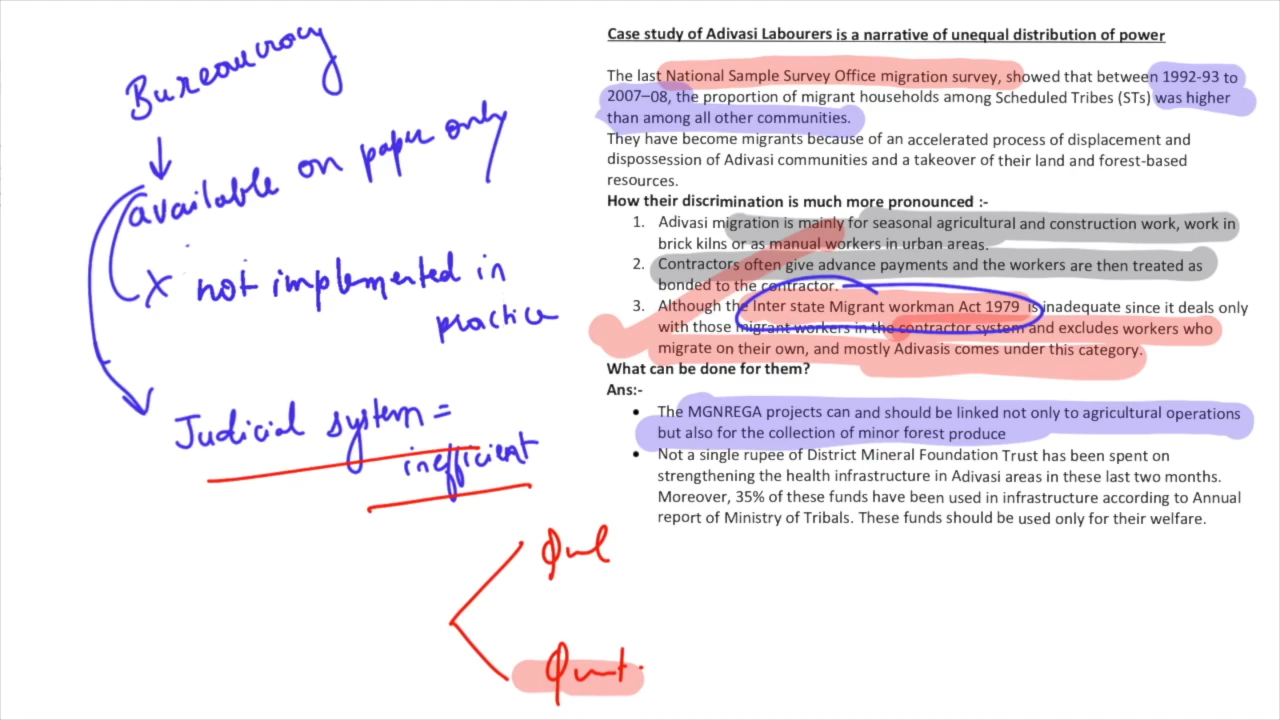 Bureaucracy
available on paper only
x not implemented in
practice
Judicial system =
inefficient
Qul
Qunt.
Case study of Adivasi Labourers is a narrative of unequal distribution of power
The last National Sample Survey Office migration survey, showed that between 1992-93 to
2007–08, the proportion of migrant households among Scheduled Tribes (STs) was higher
than among all other communities.
They have become migrants because of an accelerated process of displacement and
dispossession of Adivasi communities and a takeover of their land and forest-based
resources.
How their discrimination is much more pronounced :-
1. Adivasi migration is mainly for seasonal agricultural and construction work, work in
brick kilns or as manual workers in urban areas.
2. Contractors often give advance payments and the workers are then treated as
bonded to the contractor.
3. Although the Inter state Migrant workman Act 1979 is inadequate since it deals only
with those migrant workers in the contractor system and excludes workers who
migrate on their own, and mostly Adivasis comes under this category.
What can be done for them?
Ans:-
• The MGNREGA projects can and should be linked not only to agricultural operations
but also for the collection of minor forest produce
• Not a single rupee of District Mineral Foundation Trust has been spent on
strengthening the health infrastructure in Adivasi areas in these last two months.
Moreover, 35% of these funds have been used in infrastructure according to Annual
report of Ministry of Tribals. These funds should be used only for their welfare.